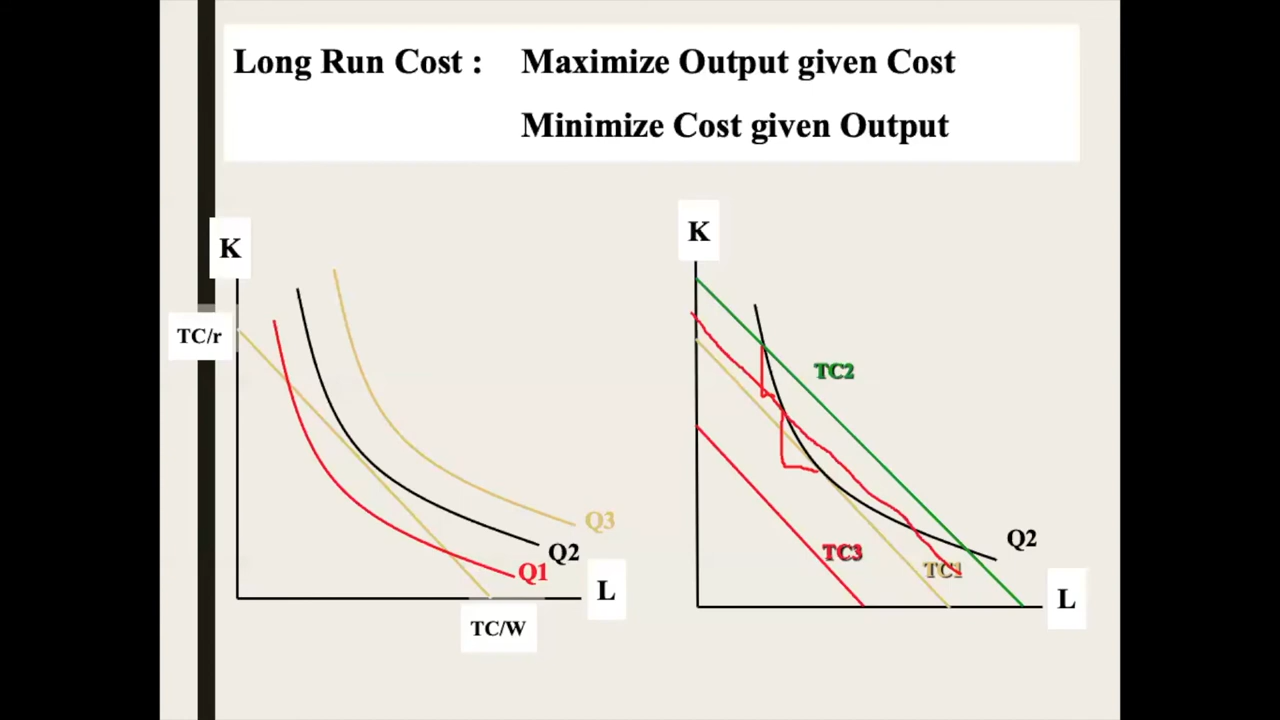 Long Run Cost : Maximize Output given Cost
Minimize Cost given Output
K
TC/r
Q3
Q2
Q1
L
TC/W
K
TC2
Q2
TC3
TC1
L